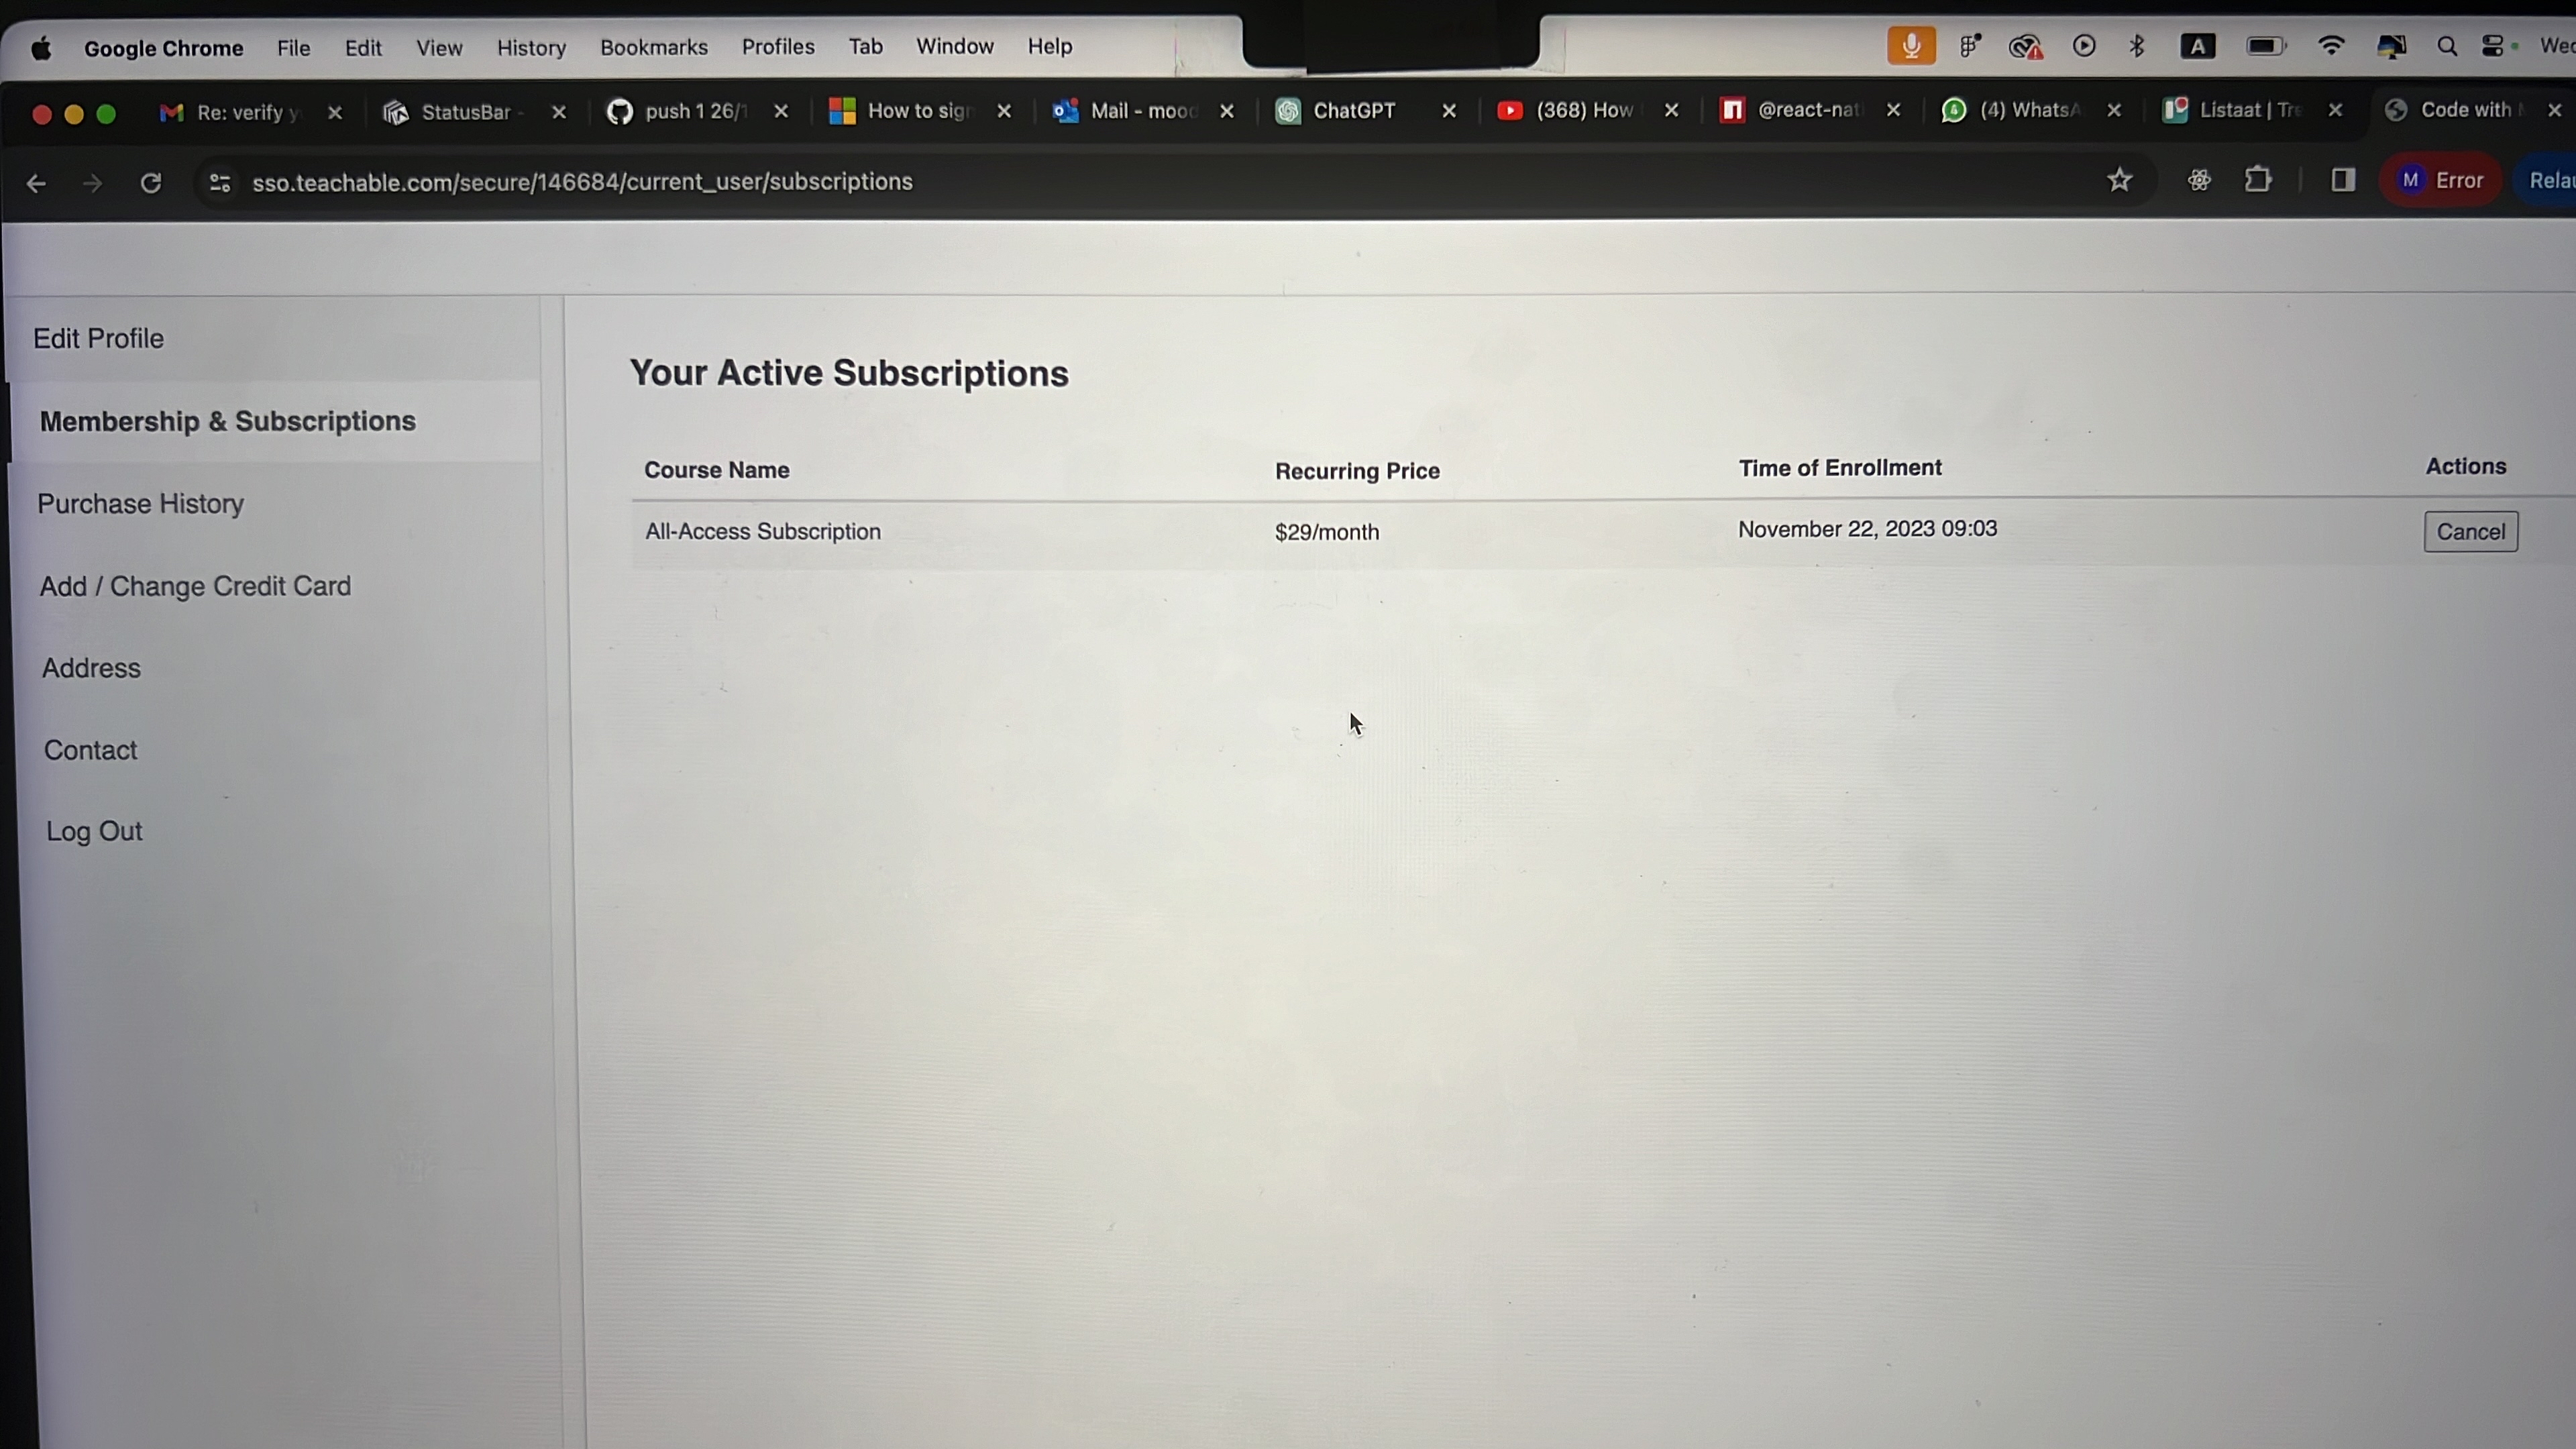 Google Chrome File Edit View History Bookmarks Profiles Tab Window Help A
Re: verify y StatusBar - push 1 26/1 How to sign Mail - mood ChatGPT (368) How @react-nat (4) WhatsA Listaat | Tre Code with
sso.teachable.com/secure/146684/current_user/subscriptions M Error
Edit Profile
Membership & Subscriptions
Purchase History
Add / Change Credit Card
Address
Contact
Log Out
Your Active Subscriptions
Course Name Recurring Price Time of Enrollment Actions
All-Access Subscription $29/month November 22, 2023 09:03 Cancel